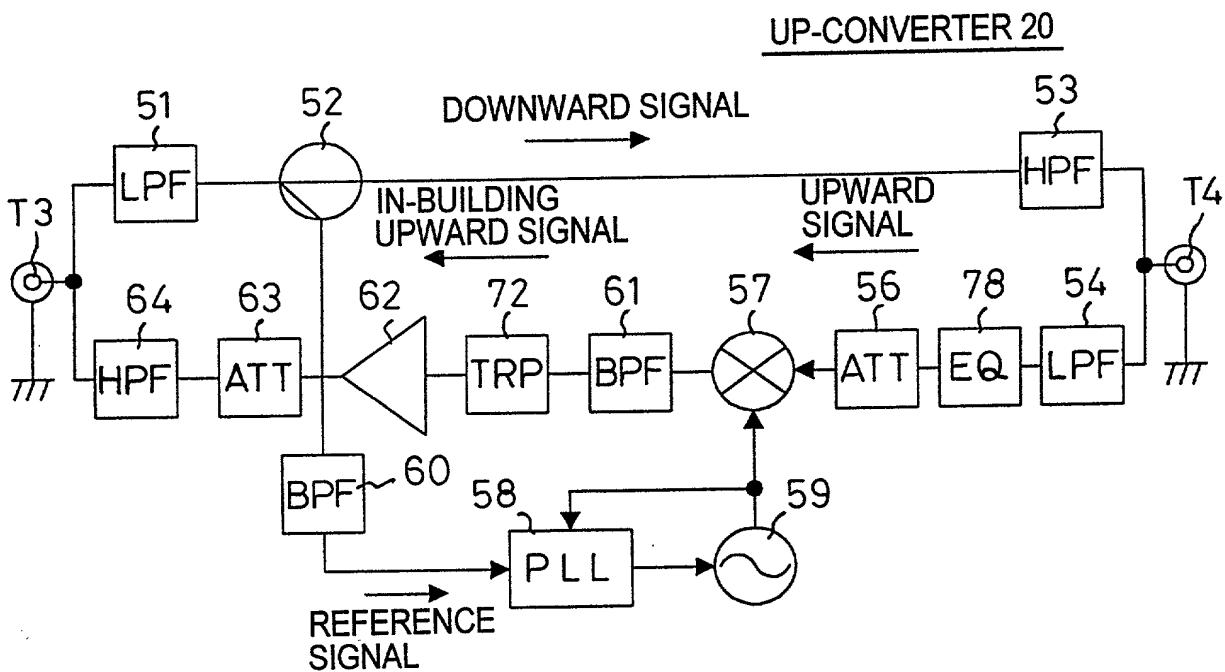 UP-CONVERTER 20
51
52
DOWNWARD SIGNAL
53
LPF
HPF
T3
IN-BUILDING
UPWARD SIGNAL
UPWARD
SIGNAL
T4
64
63
62
72
61
57
56
78
54
HPF
ATT
TRP
BPF
ATT
EQ
LPF
BPF
60
58
59
PLL
REFERENCE
SIGNAL